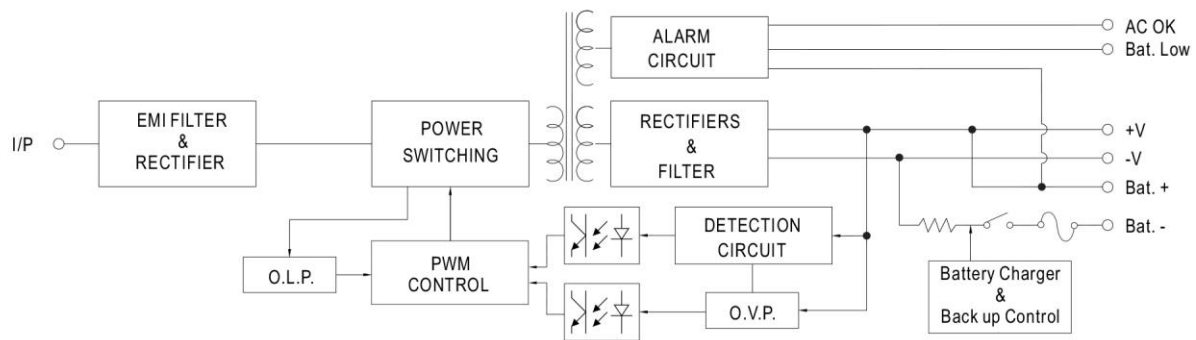 I/P
EMI FILTER
&
RECTIFIER
POWER
SWITCHING
ALARM
CIRCUIT
AC OK
Bat. Low
RECTIFIERS
&
FILTER
+V
-V
Bat. +
Bat. -
O.L.P.
PWM
CONTROL
DETECTION
CIRCUIT
O.V.P.
Battery Charger
&
Back up Control